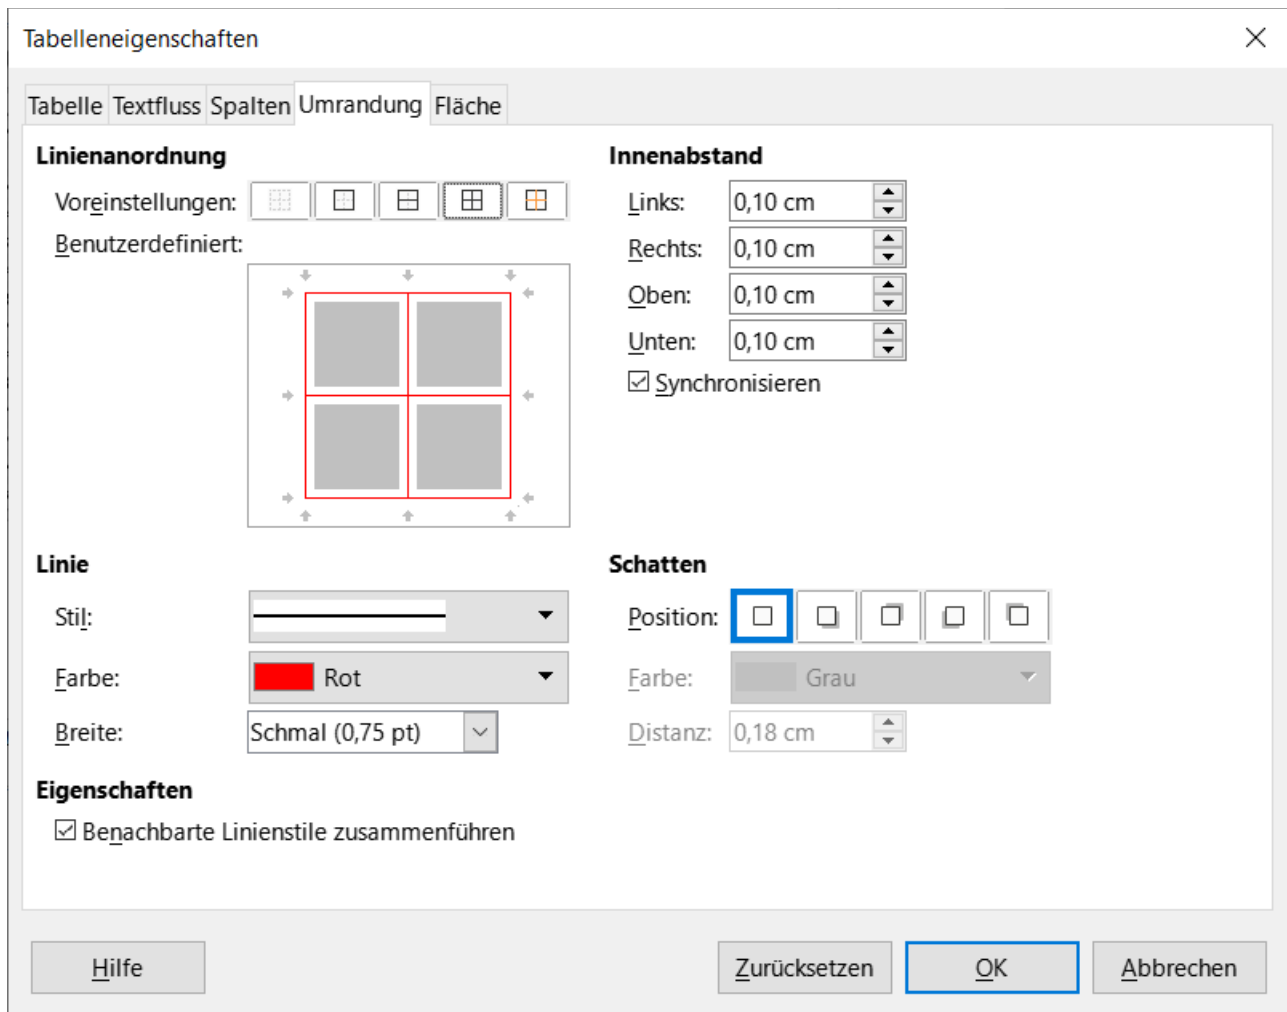 Tabelleneigenschaften
Tabelle Textfluss Spalten Umrandung Fläche
Linienanordnung
Voreinstellungen:
Benutzerdefiniert:
Innenabstand
Links: 0,10 cm
Rechts: 0,10 cm
Oben: 0,10 cm
Unten: 0,10 cm
Synchronisieren
Linie
Stil:
Farbe: Rot
Breite: Schmal (0,75 pt)
Schatten
Position:
Farbe: Grau
Distanz: 0,18 cm
Eigenschaften
Benachbarte Linienstile zusammenführen
Hilfe Zurücksetzen OK Abbrechen